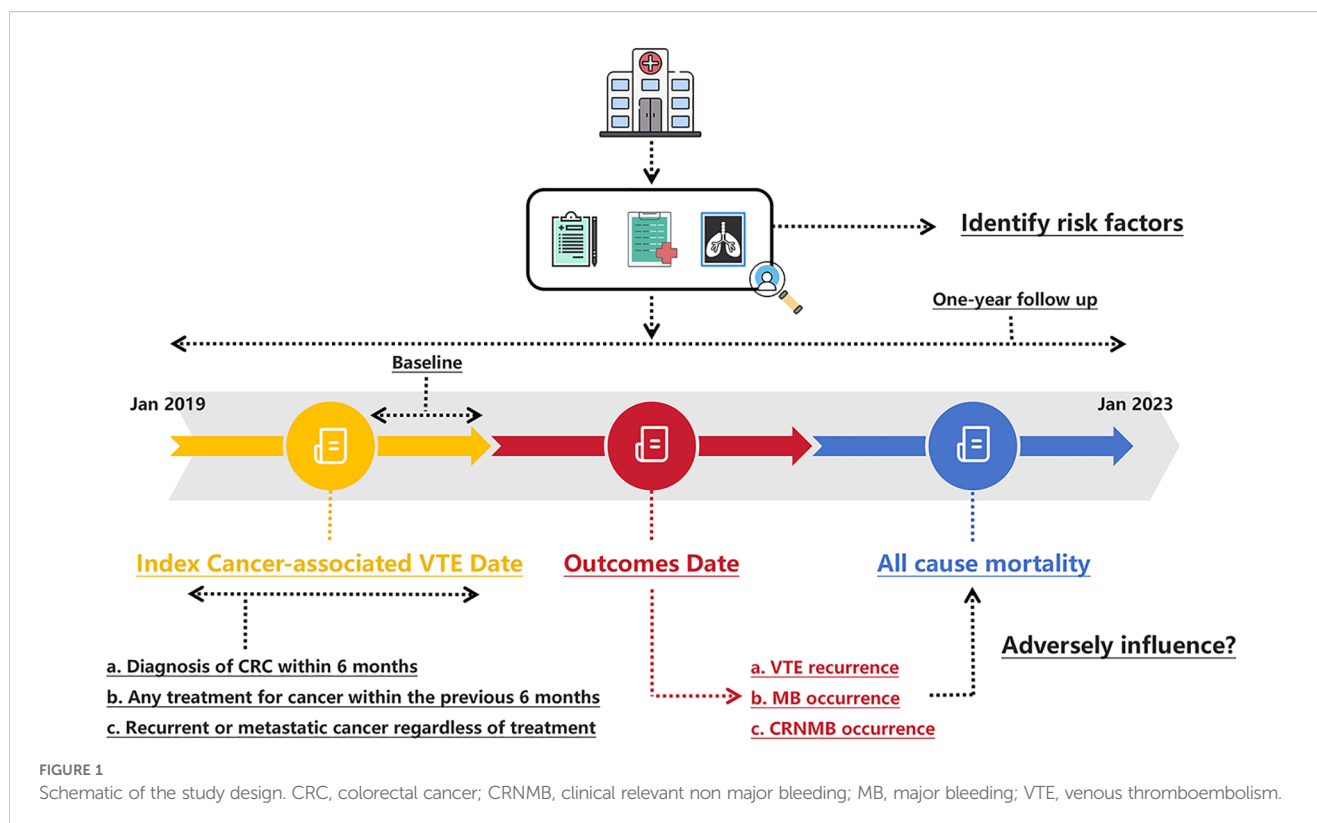 Identify risk factors
One-year follow up
Baseline
Jan 2019
Jan 2023
Index Cancer-associated VTE Date
Outcomes Date
All cause mortality
a. Diagnosis of CRC within 6 months
b. Any treatment for cancer within the previous 6 months
c. Recurrent or metastatic cancer regardless of treatment
a. VTE recurrence
b. MB occurrence
c. CRNMB occurrence
Adversely influence?
FIGURE 1
Schematic of the study design. CRC, colorectal cancer; CRNMB, clinical relevant non major bleeding; MB, major bleeding; VTE, venous thromboembolism.